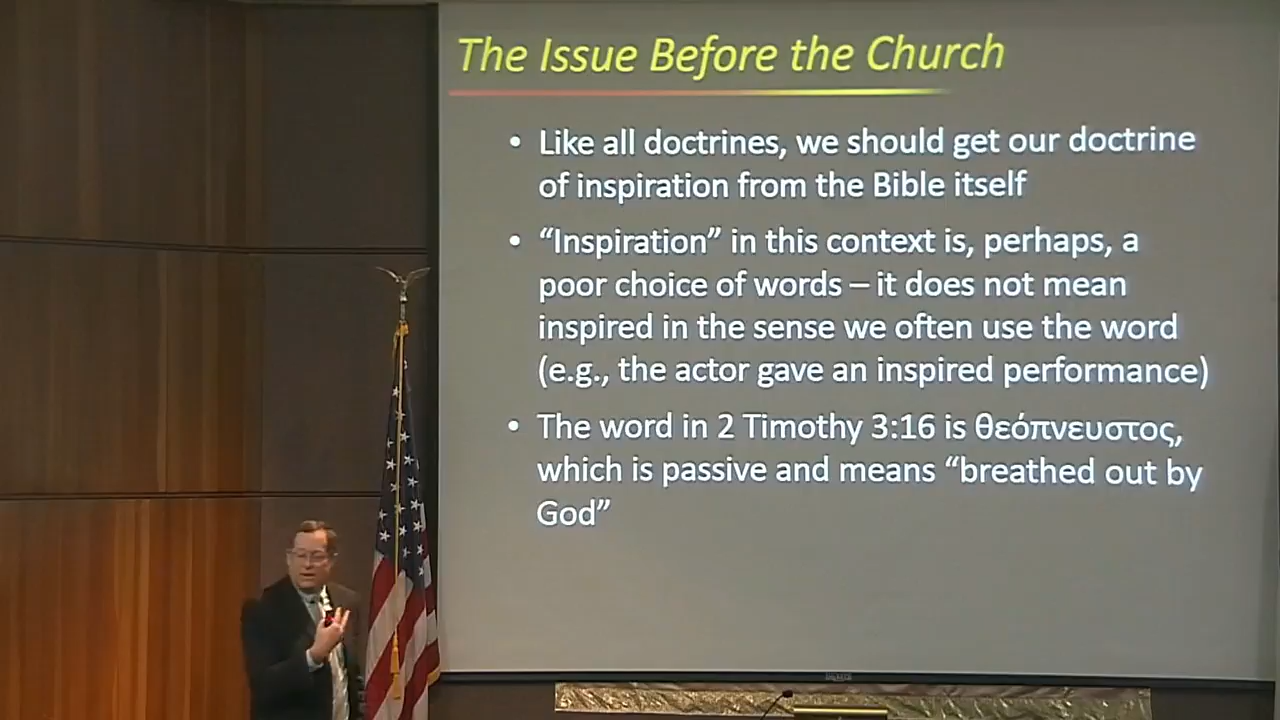 The Issue Before the Church
• Like all doctrines, we should get our doctrine
of inspiration from the Bible itself
• “Inspiration” in this context is, perhaps, a
poor choice of words – it does not mean
inspired in the sense we often use the word
(e.g., the actor gave an inspired performance)
• The word in 2 Timothy 3:16 is θεόπνευστος,
which is passive and means “breathed out by
God”